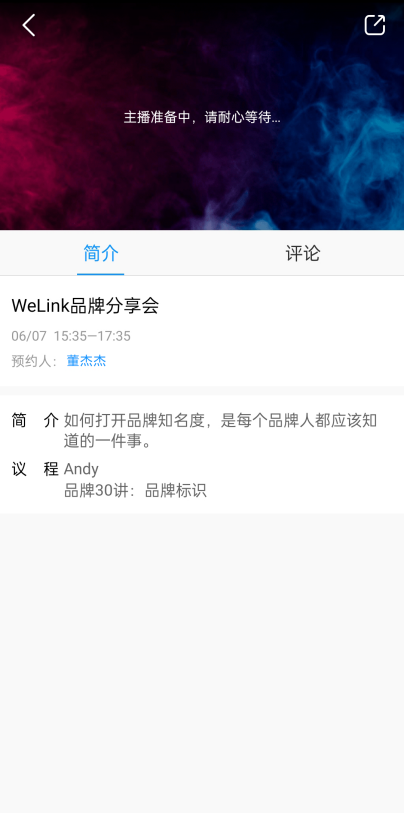 主播准备中，请耐心等待...
简介
评论
WeLink品牌分享会
06/07 15:35—17:35
预约人：董杰杰
简 介 如何打开品牌知名度，是每个品牌人都应该知
道的一件事。
议 程 Andy
品牌30讲：品牌标识